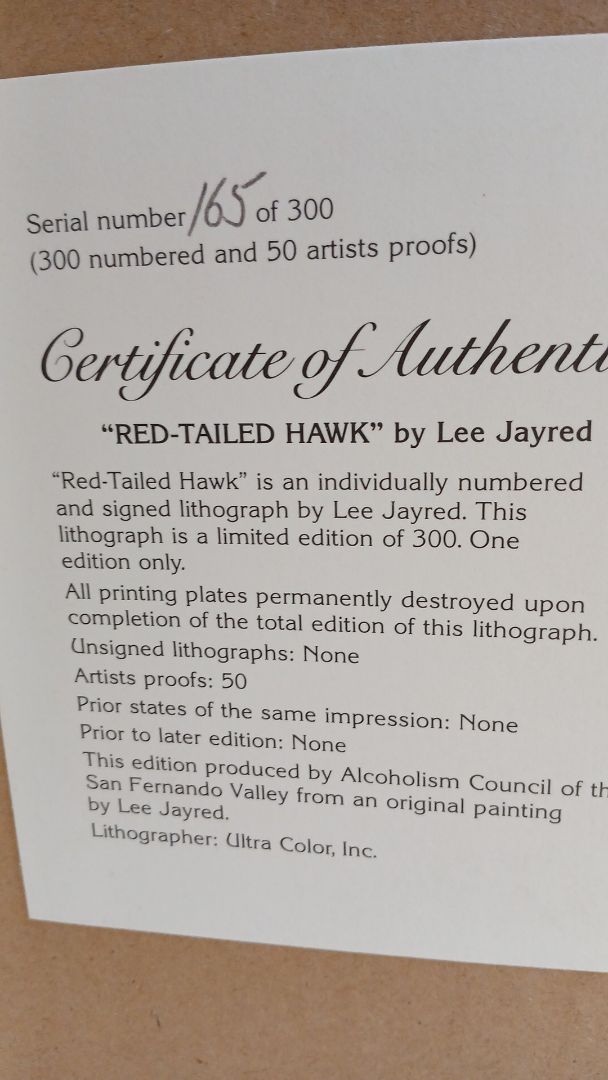 Serial number 165 of 300
(300 numbered and 50 artists proofs)
Certificate of Authenti
"RED-TAILED HAWK" by Lee Jayred
"Red-Tailed Hawk" is an individually numbered
and signed lithograph by Lee Jayred. This
lithograph is a limited edition of 300. One
edition only.
All printing plates permanently destroyed upon
completion of the total edition of this lithograph.
Unsigned lithographs: None
Artists proofs: 50
Prior states of the same impression: None
Prior to later edition: None
This edition produced by Alcoholism Council of th
San Fernando Valley from an original painting
by Lee Jayred.
Lithographer: Ultra Color, Inc.